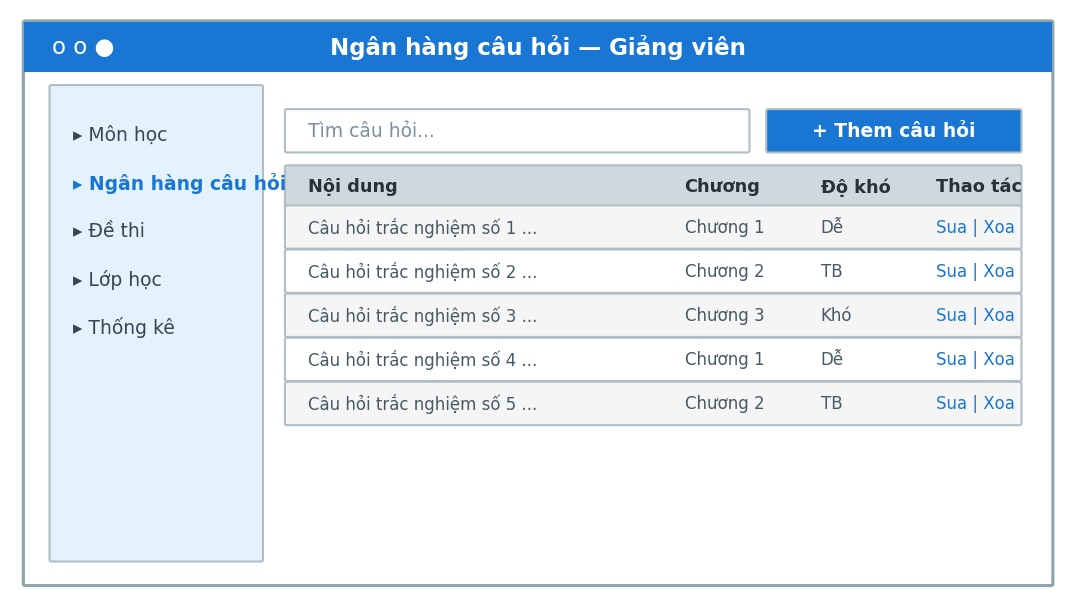 o o ● Ngân hàng câu hỏi — Giảng viên
▸ Môn học
▸ Ngân hàng câu hỏi
▸ Đề thi
▸ Lớp học
▸ Thống kê
Tìm câu hỏi... + Them câu hỏi
Nội dung Chương Độ khó Thao tác
Câu hỏi trắc nghiệm số 1 ... Chương 1 Dễ Sua | Xoa
Câu hỏi trắc nghiệm số 2 ... Chương 2 TB Sua | Xoa
Câu hỏi trắc nghiệm số 3 ... Chương 3 Khó Sua | Xoa
Câu hỏi trắc nghiệm số 4 ... Chương 1 Dễ Sua | Xoa
Câu hỏi trắc nghiệm số 5 ... Chương 2 TB Sua | Xoa